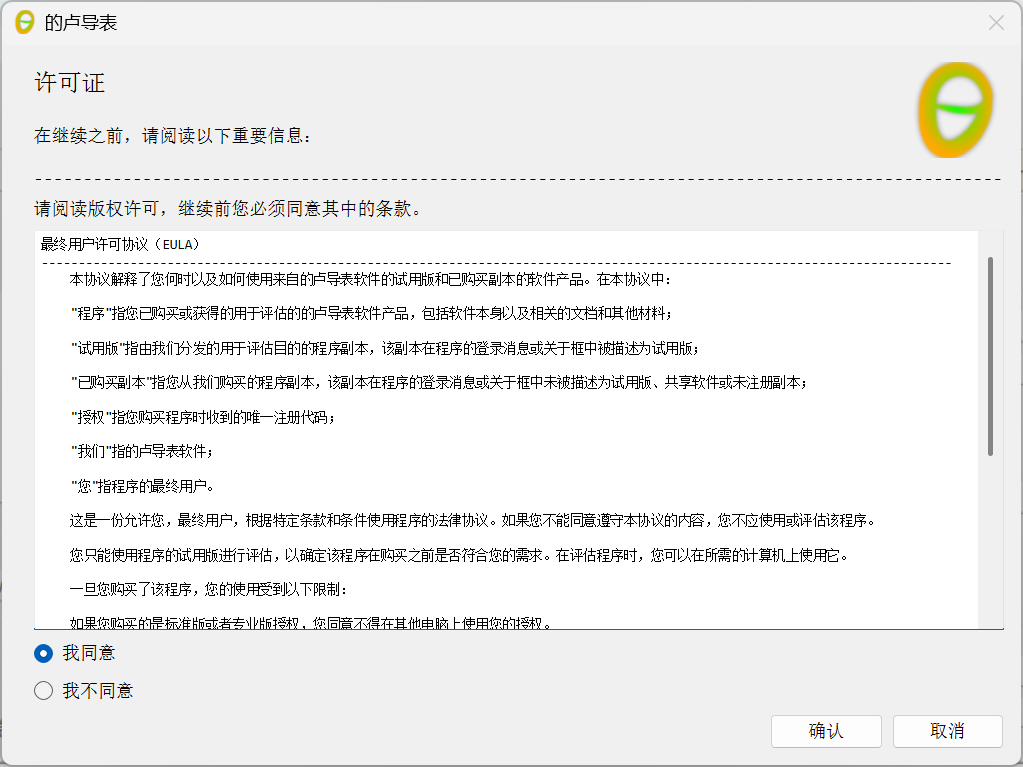 的卢导表
许可证
在继续之前，请阅读以下重要信息：
请阅读版权许可，继续前您必须同意其中的条款。
最终用户许可协议（EULA）
本协议解释了您何时以及如何使用来自的卢导表软件的试用版和已购买副本的软件产品。在本协议中：
"程序"指您已购买或获得的用于评估的的卢导表软件产品，包括软件本身以及相关的文档和其他材料；
"试用版"指由我们分发的用于评估目的的程序副本，该副本在程序的登录消息或关于框中被描述为试用版；
"已购买副本"指您从我们购买的程序副本，该副本在程序的登录消息或关于框中未被描述为试用版、共享软件或未注册副本；
"授权"指您购买程序时收到的唯一注册代码；
"我们"指的卢导表软件；
"您"指程序的最终用户。
这是一份允许您，最终用户，根据特定条款和条件使用程序的法律协议。如果您不能同意遵守本协议的内容，您不应使用或评估该程序。
您只能使用程序的试用版进行评估，以确定该程序在购买之前是否符合您的需求。在评估程序时，您可以在所需的计算机上使用它。
一旦您购买了该程序，您的使用受到以下限制：
如果您购买的是标准版或者专业版授权，您同意不得在其他电脑上使用您的授权。
我同意
我不同意
确认
取消